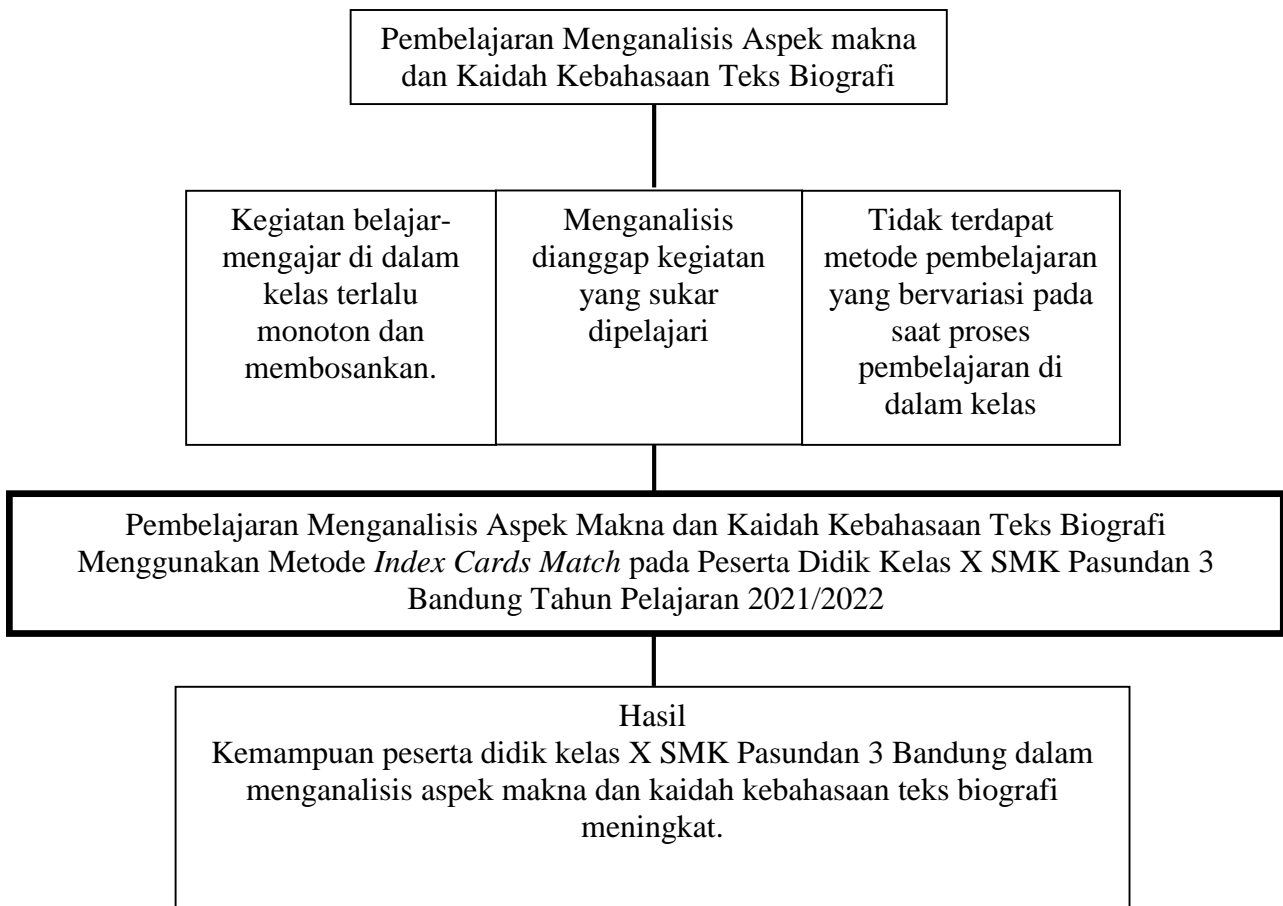 Pembelajaran Menganalisis Aspek makna
dan Kaidah Kebahasaan Teks Biografi
Kegiatan belajar-
mengajar di dalam
kelas terlalu
monoton dan
membosankan.
Menganalisis
dianggap kegiatan
yang sukar
dipelajari
Tidak terdapat
metode pembelajaran
yang bervariasi pada
saat proses
pembelajaran di
dalam kelas
Pembelajaran Menganalisis Aspek Makna dan Kaidah Kebahasaan Teks Biografi
Menggunakan Metode Index Cards Match pada Peserta Didik Kelas X SMK Pasundan 3
Bandung Tahun Pelajaran 2021/2022
Hasil
Kemampuan peserta didik kelas X SMK Pasundan 3 Bandung dalam
menganalisis aspek makna dan kaidah kebahasaan teks biografi
meningkat.